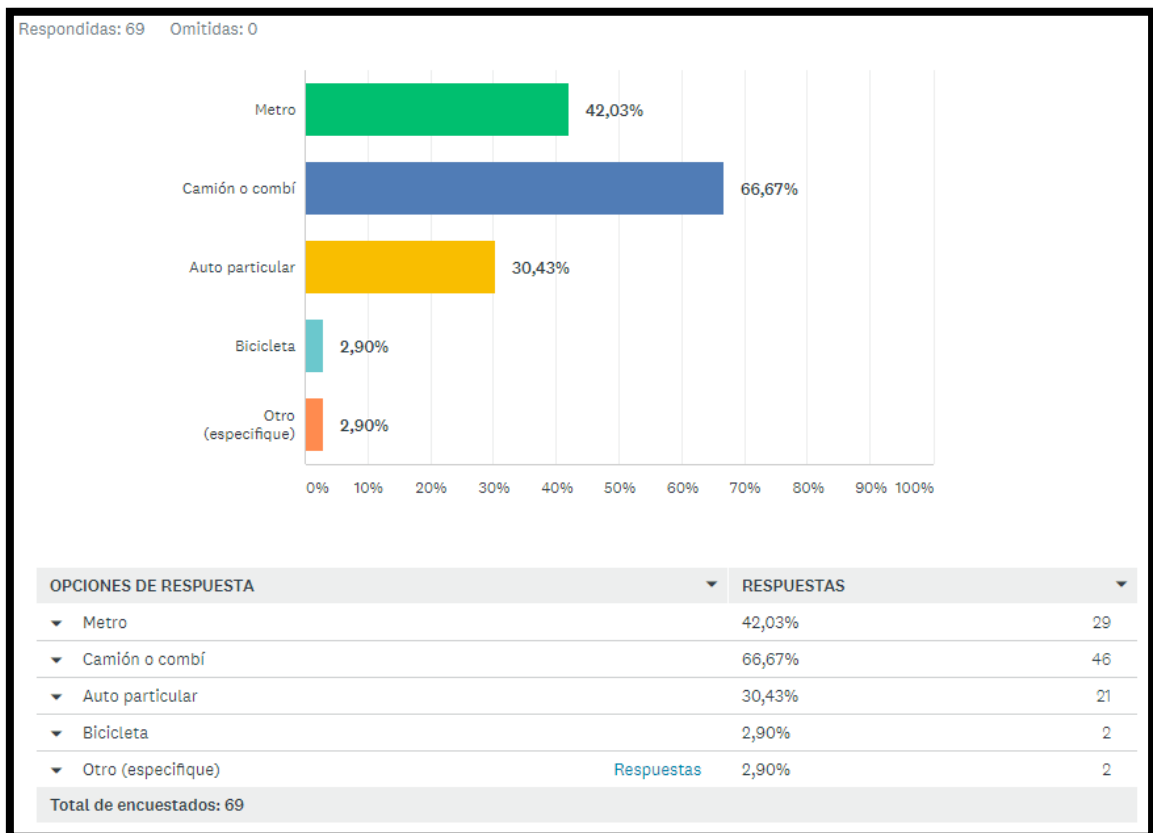 Respondidas: 69 Omitidas: 0
Metro
42,03%
Camión o combí
66,67%
Auto particular
30,43%
Bicicleta
2,90%
Otro
(especifique)
2,90%
0% 10% 20% 30% 40% 50% 60% 70% 80% 90% 100%
OPCIONES DE RESPUESTA RESPUESTAS
Metro 42,03% 29
Camión o combí 66,67% 46
Auto particular 30,43% 21
Bicicleta 2,90% 2
Otro (especifique) Respuestas 2,90% 2
Total de encuestados: 69